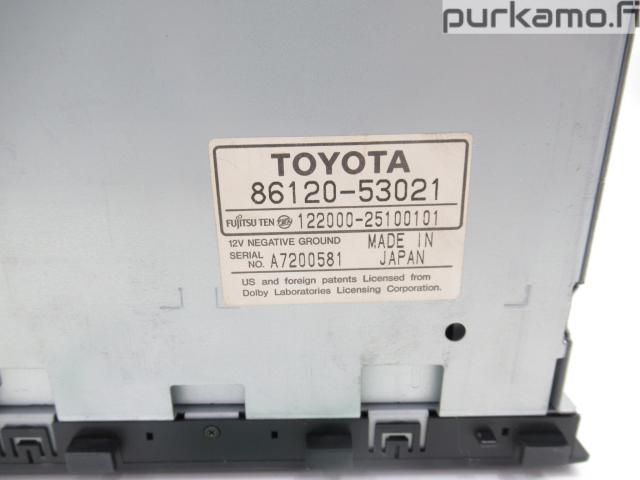 purkamo.fi
TOYOTA
86120-53021
FUJITSU TEN 122000-25100101
12V NEGATIVE GROUND MADE IN
SERIAL NO. A7200581 JAPAN
US and foreign patents Licensed from
Dolby Laboratories Licensing Corporation.